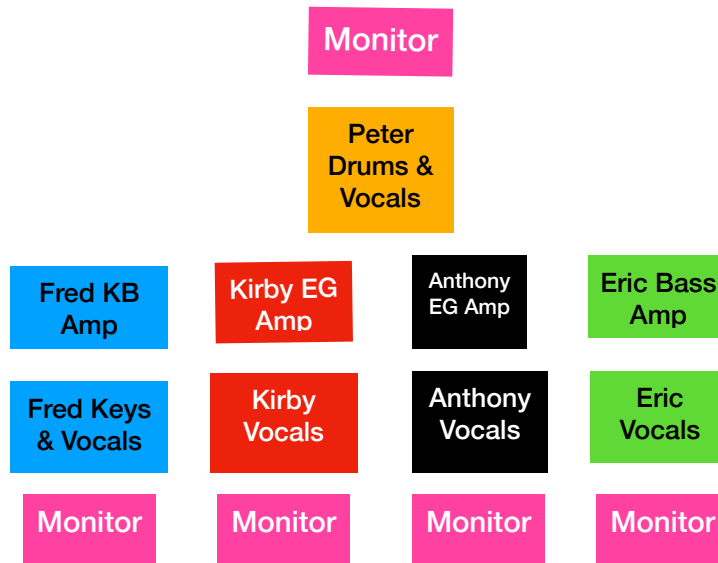 Monitor
Peter
Drums &
Vocals
Fred KB
Amp
Kirby EG
Amp
Anthony
EG Amp
Eric Bass
Amp
Fred Keys
& Vocals
Kirby
Vocals
Anthony
Vocals
Eric
Vocals
Monitor
Monitor
Monitor
Monitor